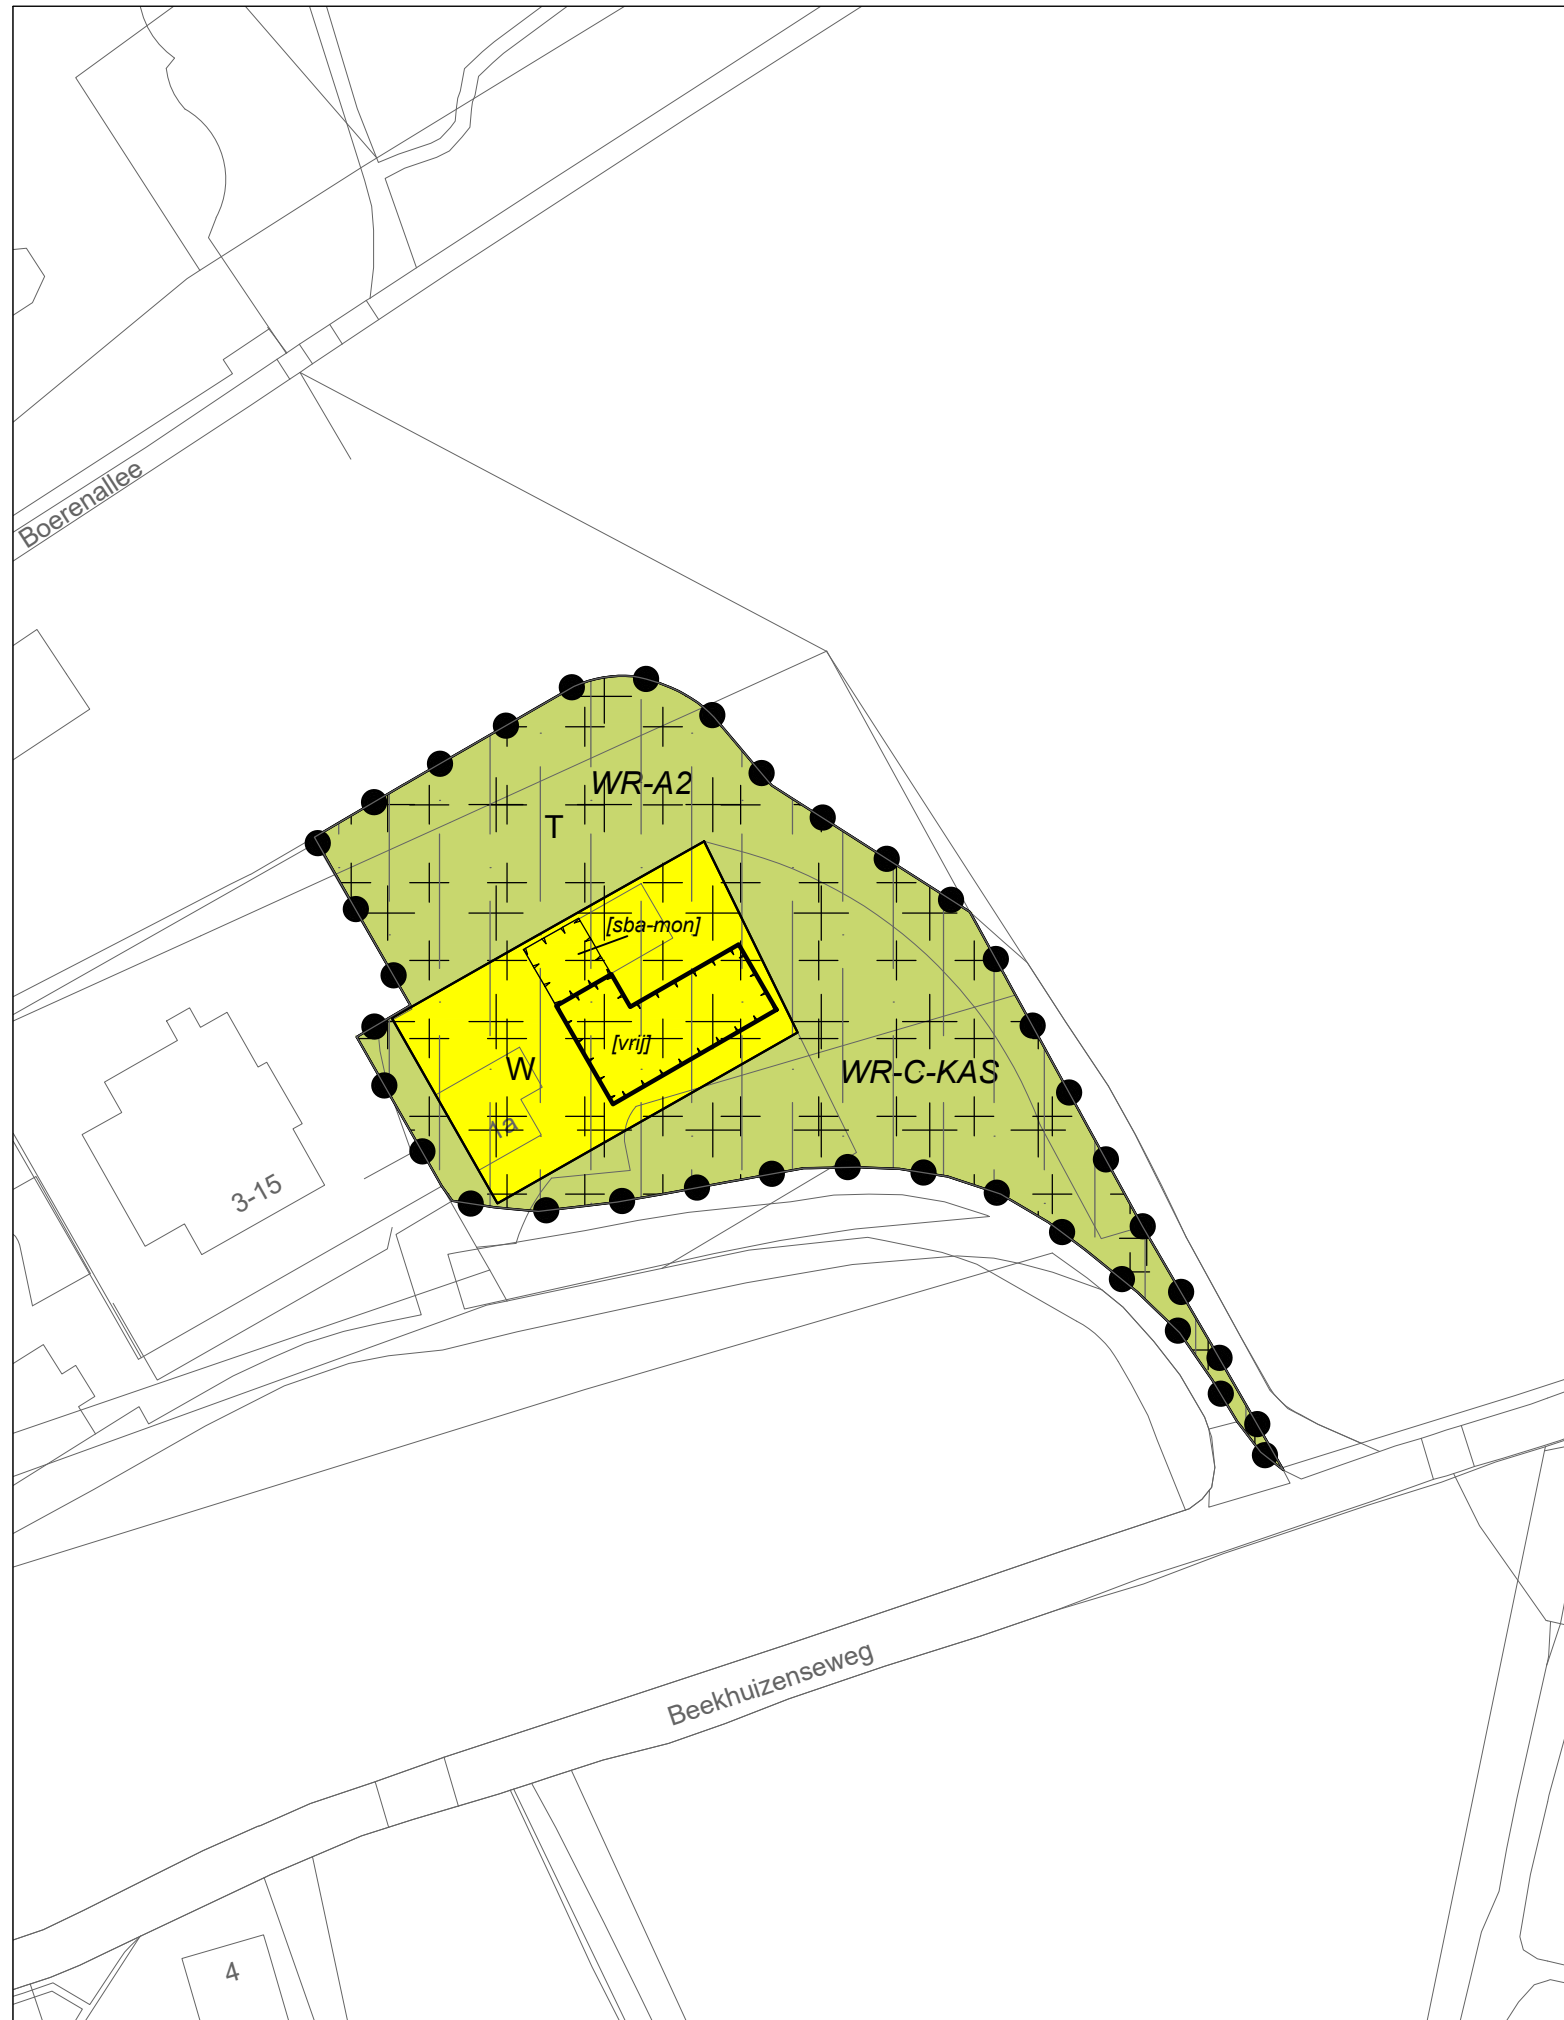 Boerenallee
WR-A2
T
[sba-mon]
[vrij]
W
WR-C-KAS
1a
3-15
Beekhuizenseweg
4